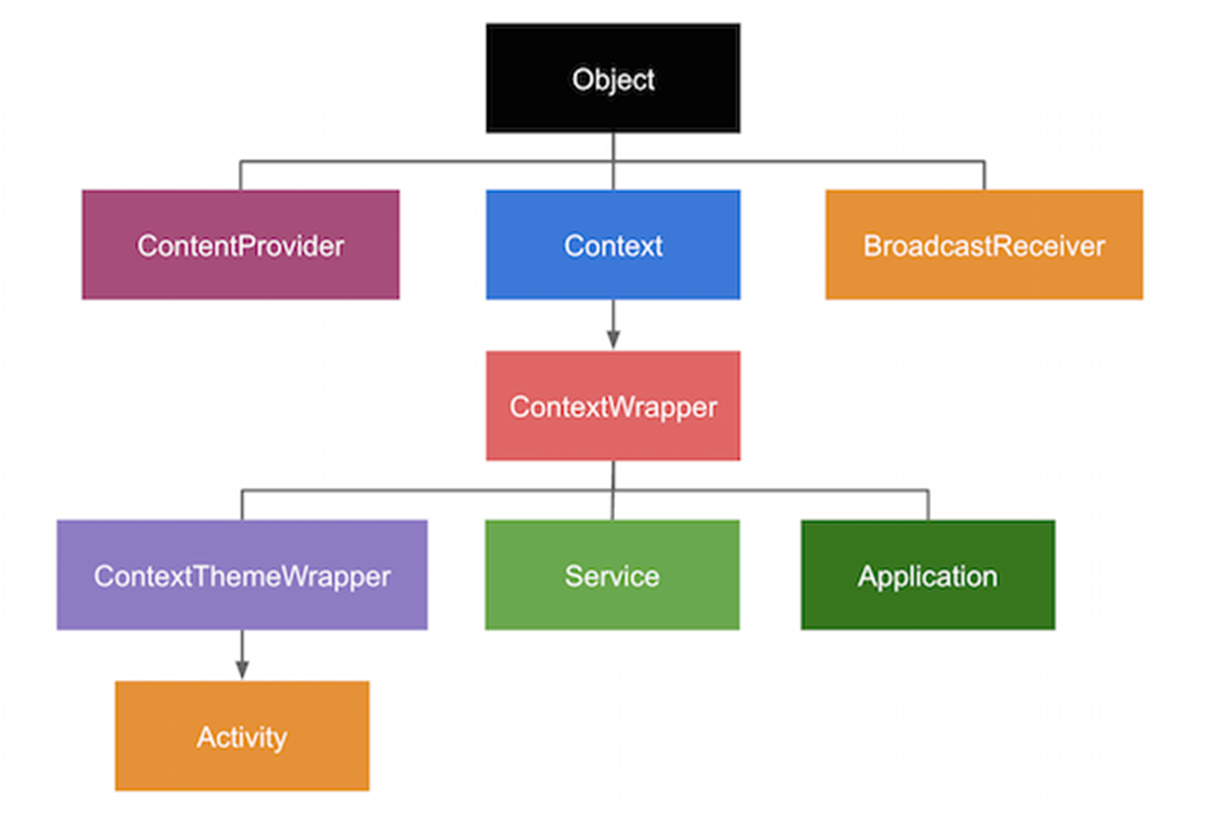 Object
ContentProvider
Context
BroadcastReceiver
ContextWrapper
ContextThemeWrapper
Service
Application
Activity